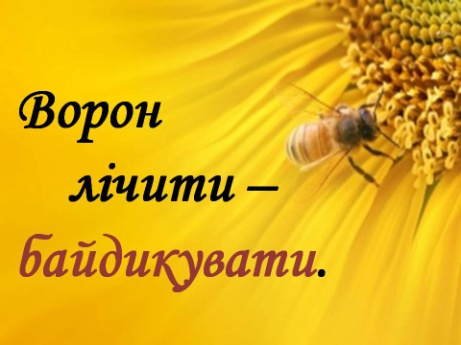 Ворон
лічити –
байдикувати.